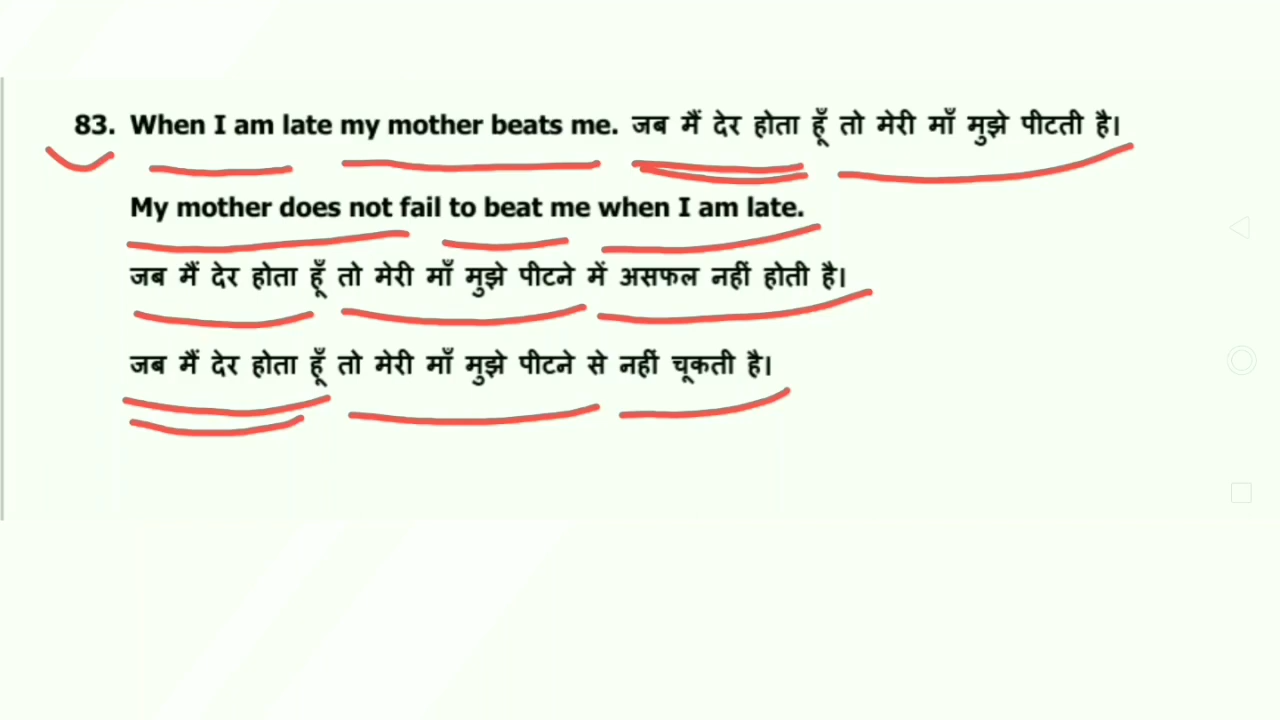 83. When I am late my mother beats me. जब मैं देर होता हूँ तो मेरी माँ मुझे पीटती है।
My mother does not fail to beat me when I am late.
जब मैं देर होता हूँ तो मेरी माँ मुझे पीटने में असफल नहीं होती है।
जब मैं देर होता हूँ तो मेरी माँ मुझे पीटने से नहीं चूकती है।